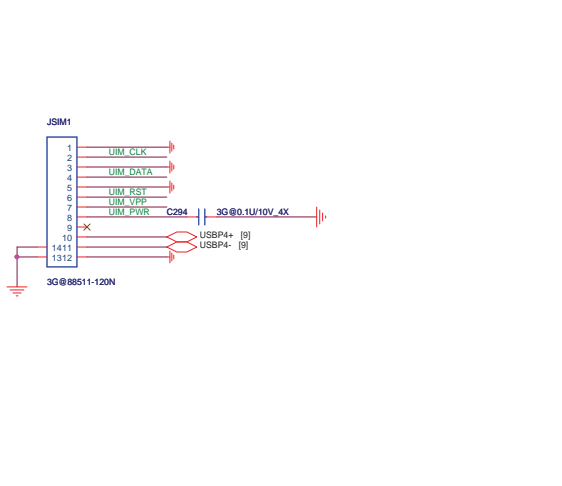 JSIM1
1
UIM_CLK
2
3
UIM_DATA
4
5
UIM_RST
6
UIM_VPP
7
UIM_PWR C294 3G@0.1U/10V_4X
8
9
10 USBP4+ [9]
1411 USBP4- [9]
1312
3G@88511-120N